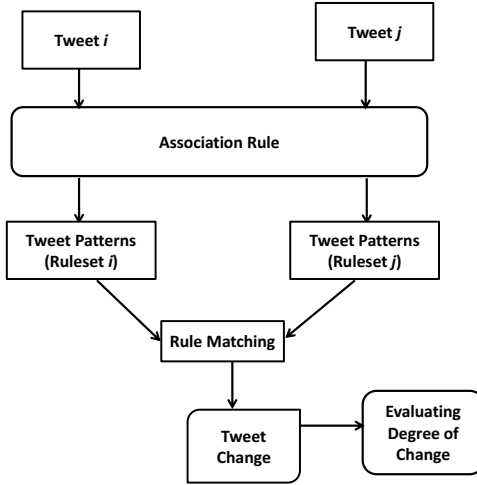 Tweet i
Tweet j
Association Rule
Tweet Patterns
(Ruleset i)
Tweet Patterns
(Ruleset j)
Rule Matching
Tweet
Change
Evaluating
Degree of
Change